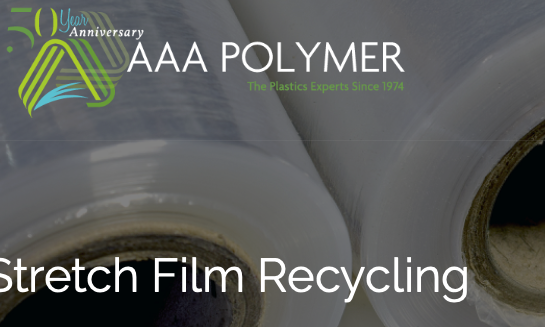 50 Year
Anniversary
AAA POLYMER
The Plastics Experts Since 1974
Stretch Film Recycling